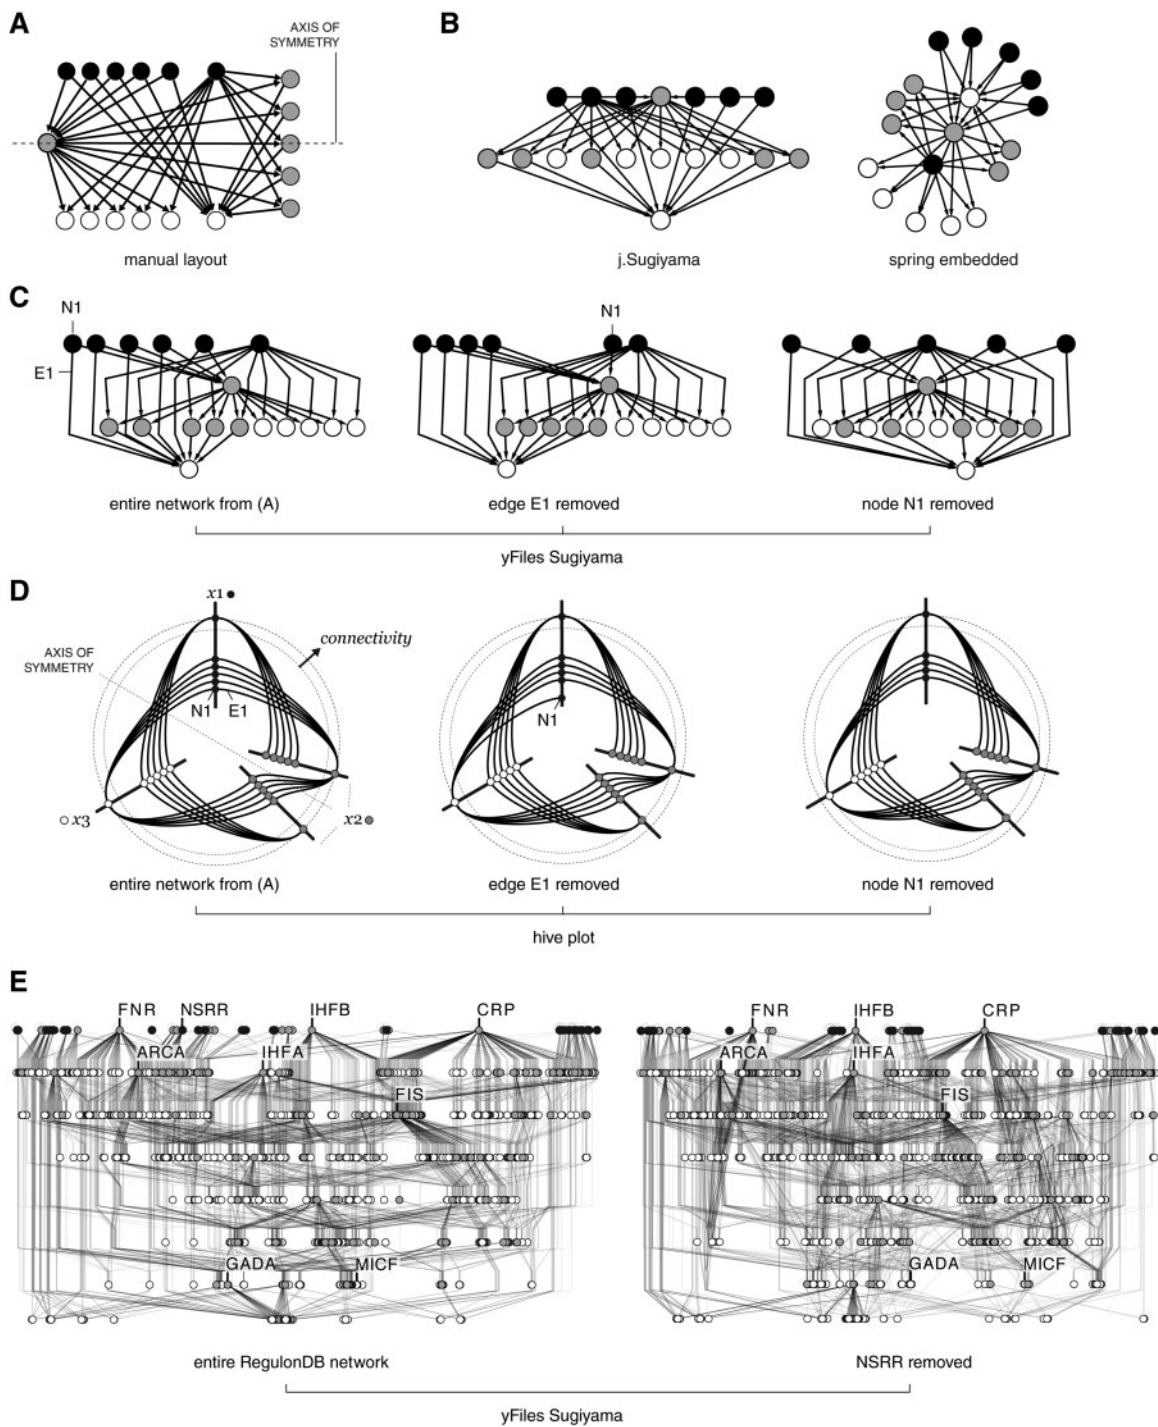 A
AXIS OF
SYMMETRY
manual layout
B
j.Sugiyama
spring embedded
C
N1
E1
entire network from (A)
N1
edge E1 removed
node N1 removed
yFiles Sugiyama
D
x1
connectivity
AXIS OF
SYMMETRY
N1
E1
x3
x2
entire network from (A)
N1
edge E1 removed
node N1 removed
hive plot
E
FNR
NSRR
IHFB
CRP
ARCA
IHFA
FIS
GADA
MICF
entire RegulonDB network
FNR
IHFB
CRP
ARCA
IHFA
FIS
GADA
MICF
NSRR removed
yFiles Sugiyama